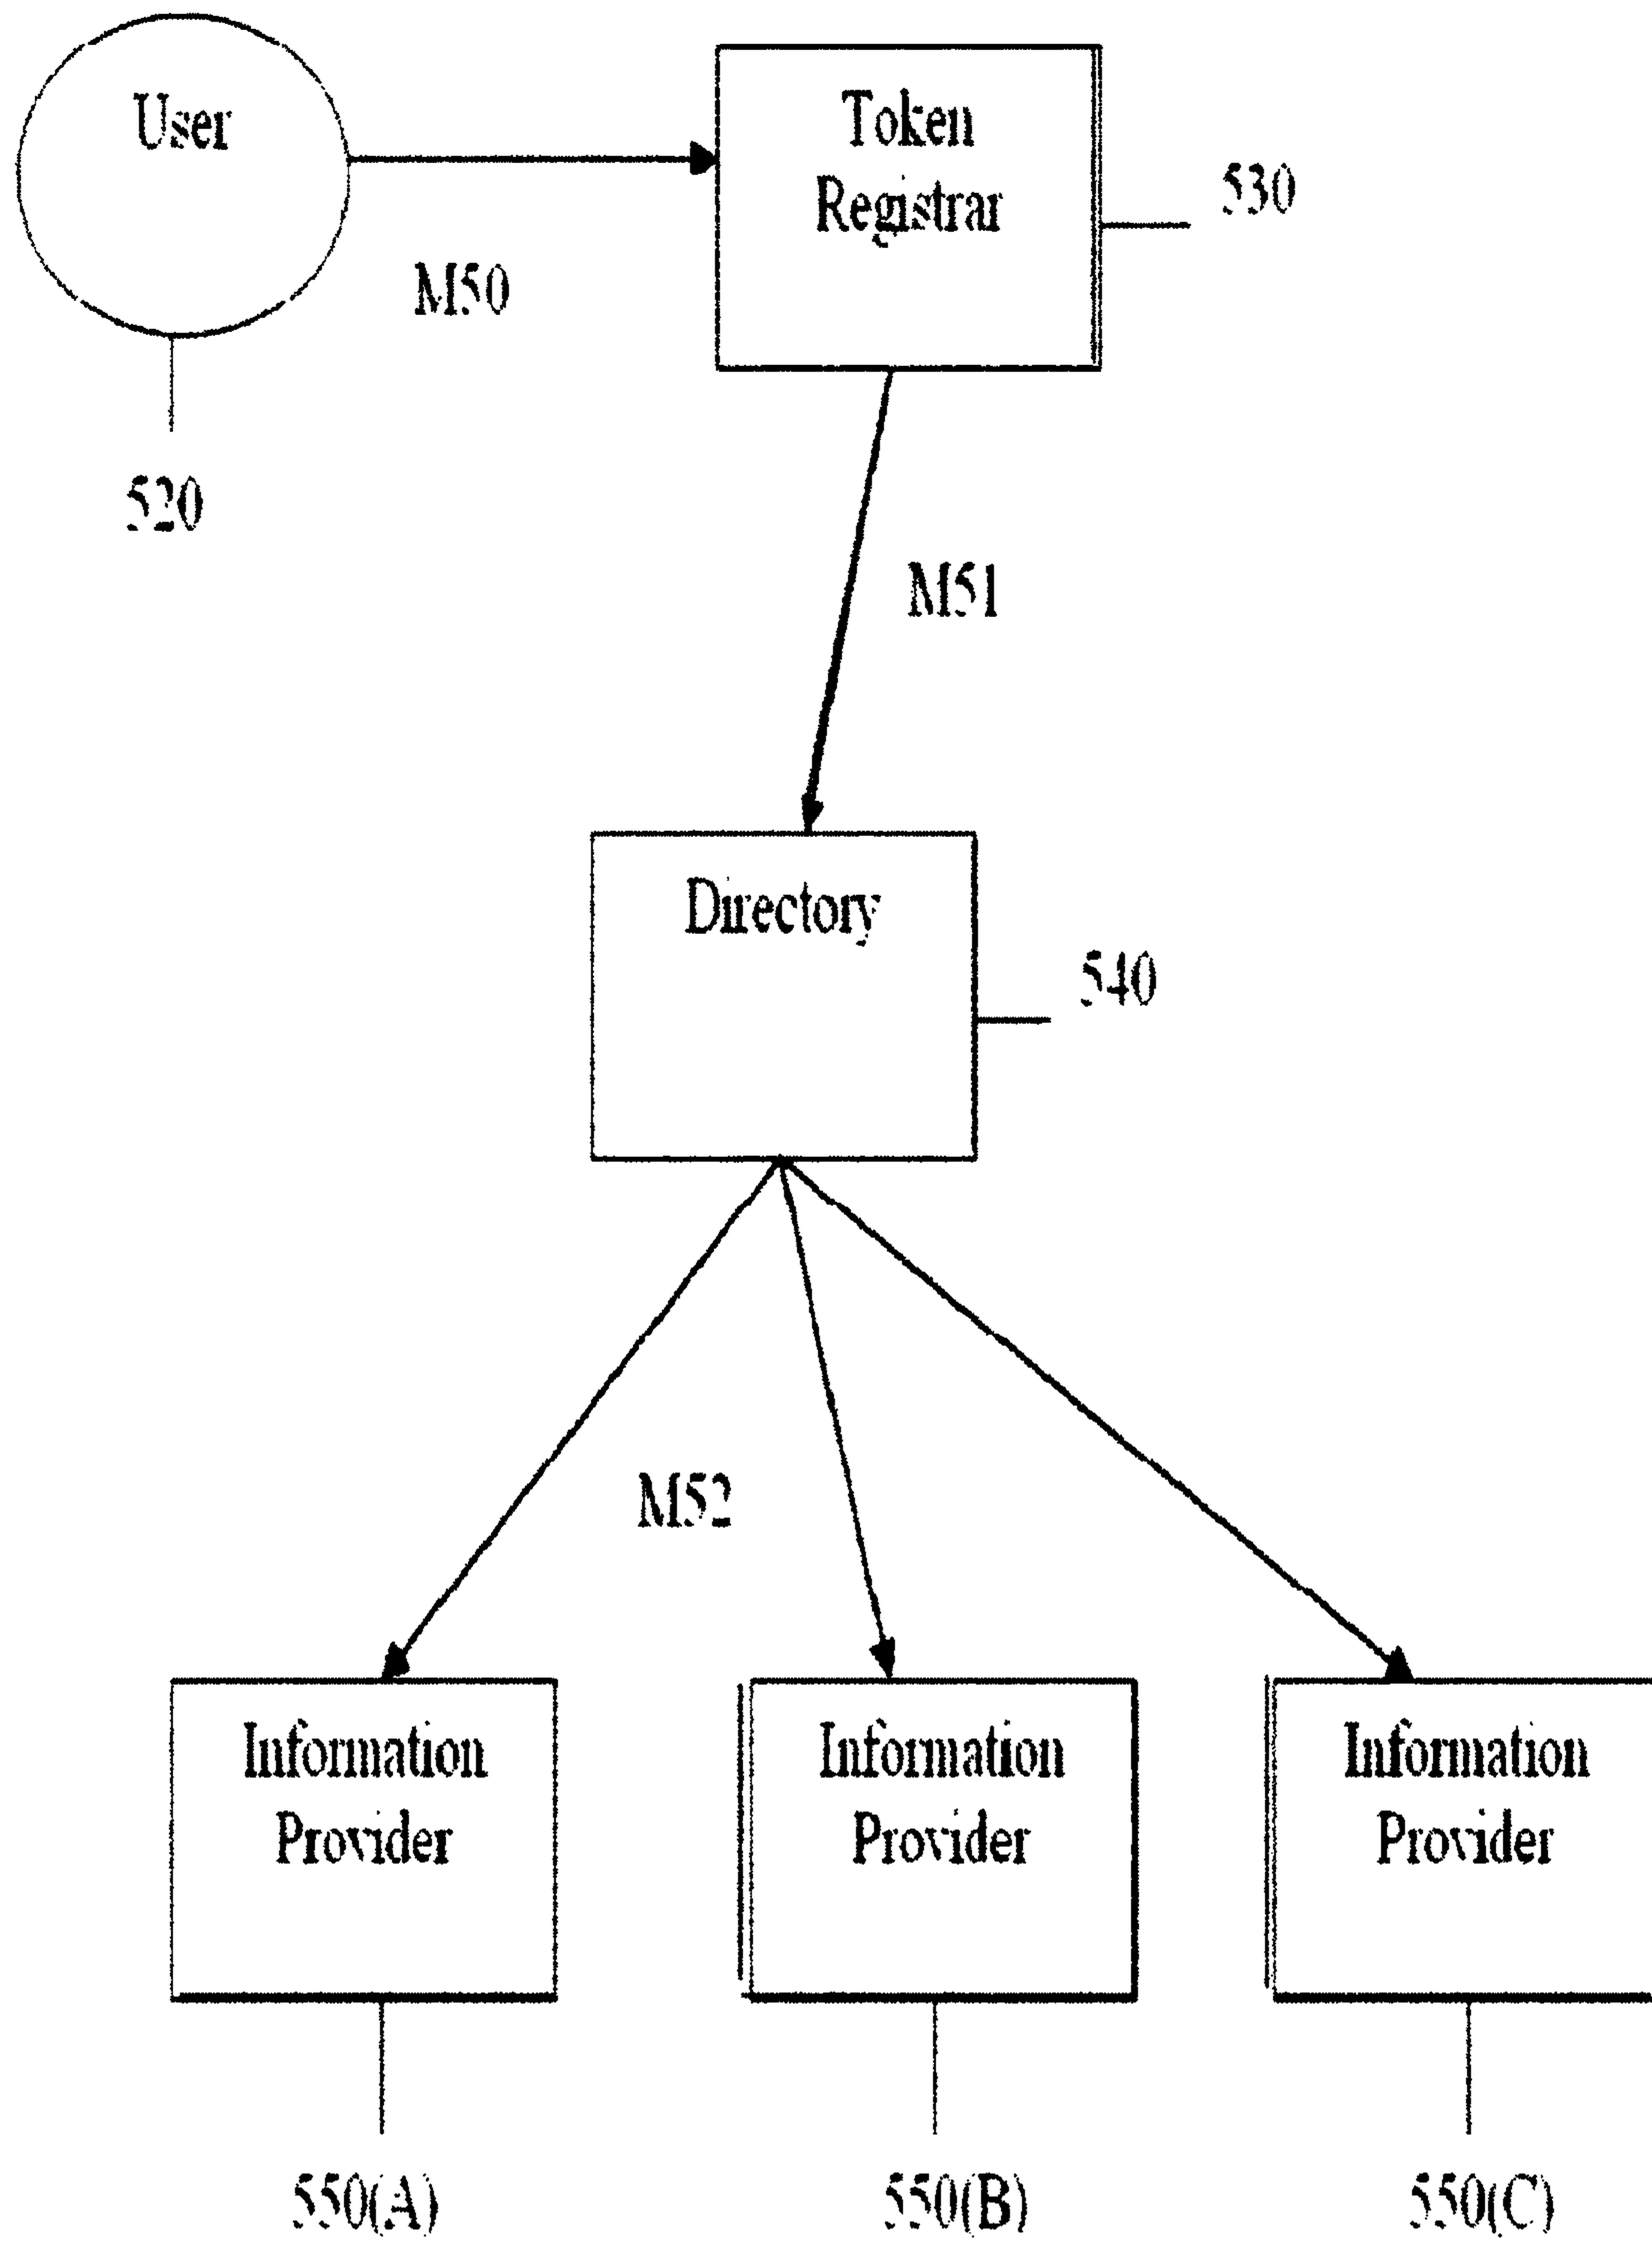 User
Token
Registrar
530
M50
520
M51
Directory
540
M52
Information
Provider
Information
Provider
Information
Provider
550(A)
550(B)
550(C)